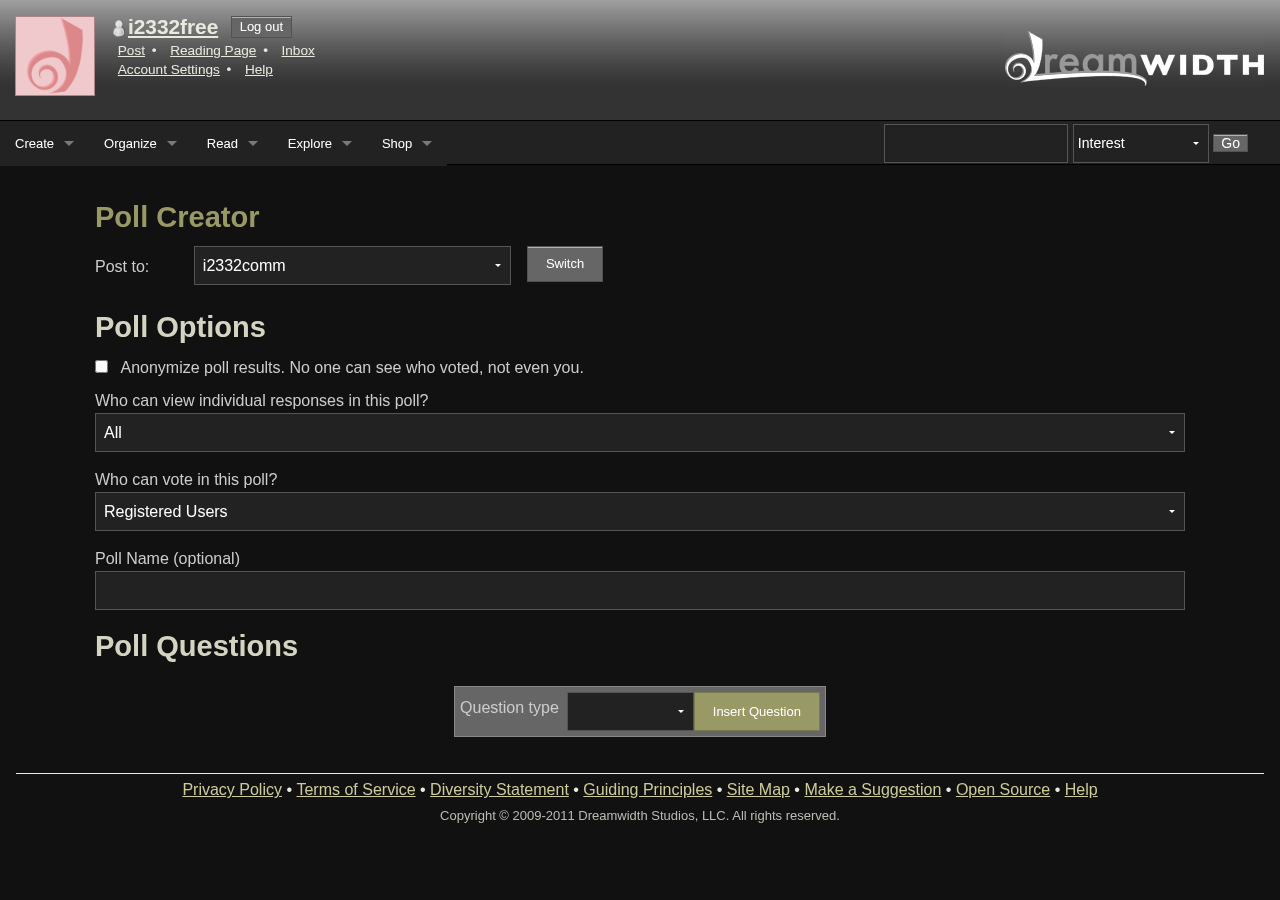 i2332free Log out
Post • Reading Page • Inbox
Account Settings • Help
dreamWIDTH
Create Organize Read Explore Shop Interest Go
Poll Creator
Post to: i2332comm Switch
Poll Options
Anonymize poll results. No one can see who voted, not even you.
Who can view individual responses in this poll?
All
Who can vote in this poll?
Registered Users
Poll Name (optional)
Poll Questions
Question type Insert Question
Privacy Policy • Terms of Service • Diversity Statement • Guiding Principles • Site Map • Make a Suggestion • Open Source • Help
Copyright © 2009-2011 Dreamwidth Studios, LLC. All rights reserved.